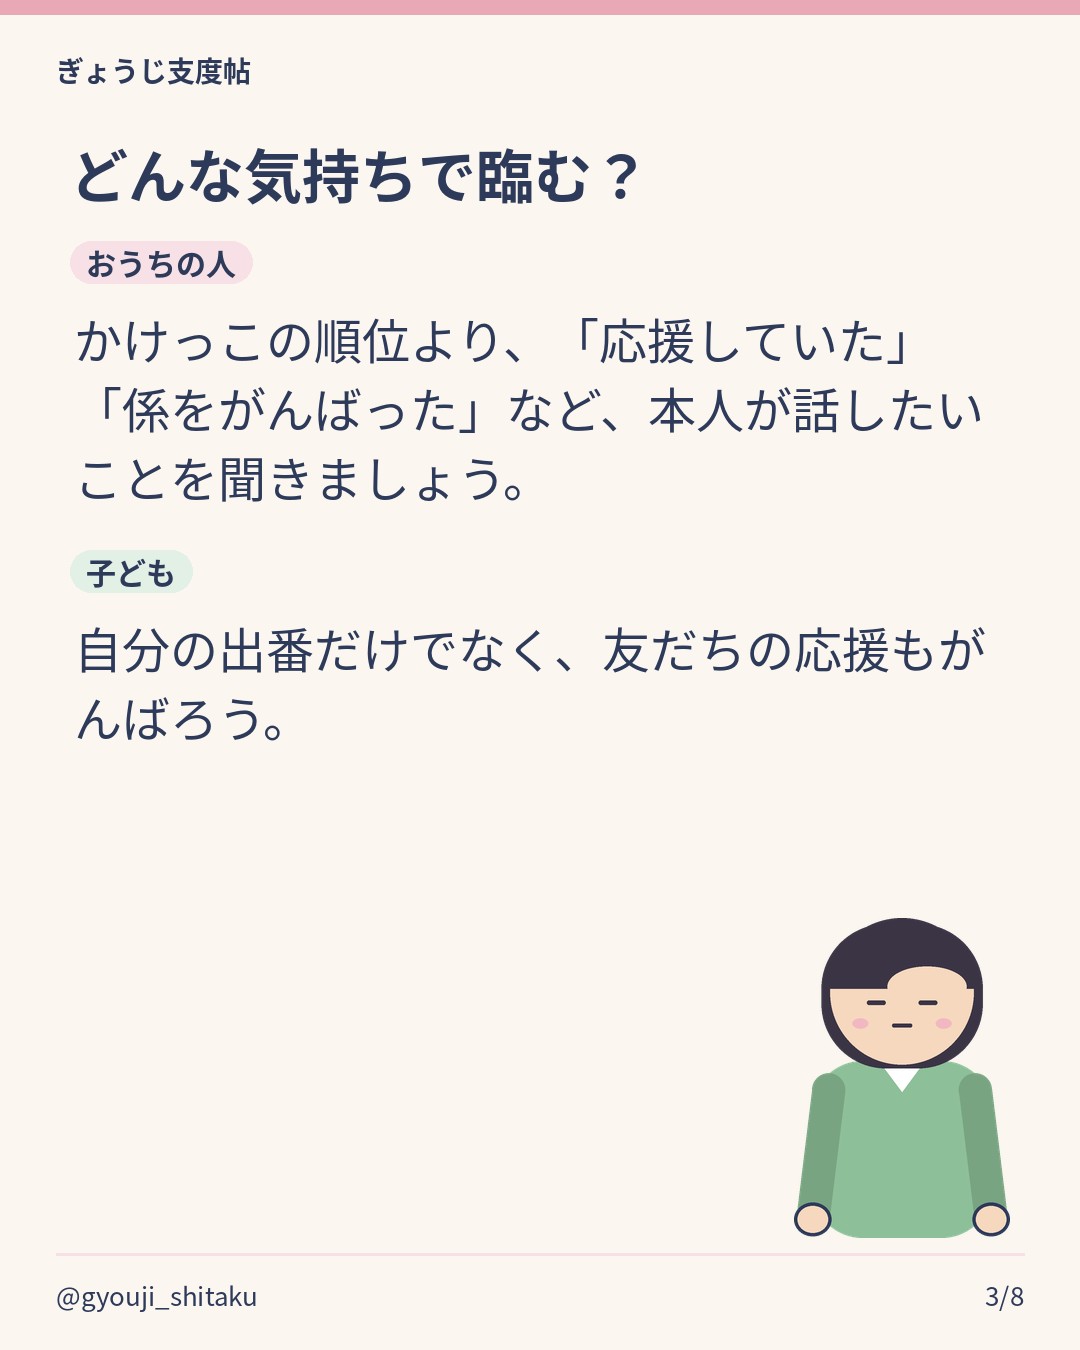 ぎょうじ支度帖
どんな気持ちで臨む？
おうちの人
かけっこの順位より、「応援していた」
「係をがんばった」など、本人が話したい
ことを聞きましょう。
子ども
自分の出番だけでなく、友だちの応援もが
んばろう。
@gyouji_shitaku
3/8